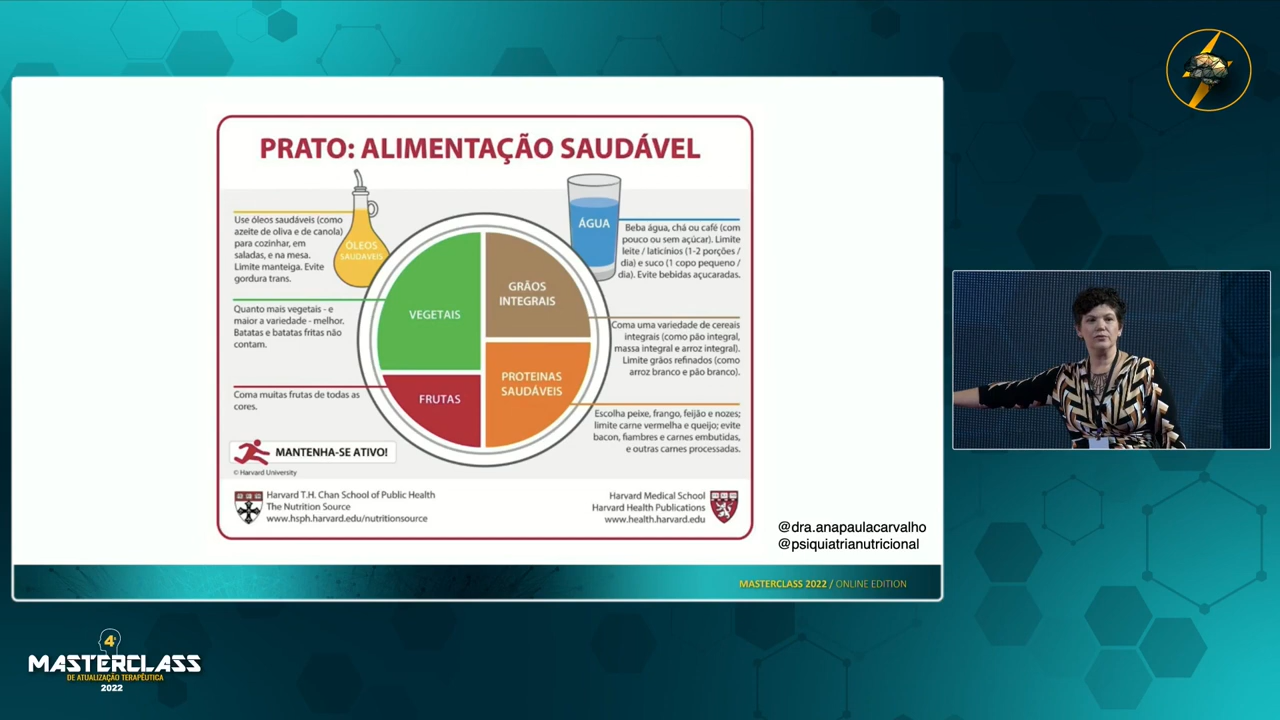 PRATO: ALIMENTAÇÃO SAUDÁVEL
Use óleos saudáveis (como
azeite de oliva e de canola)
para cozinhar, em
saladas, e na mesa.
Limite manteiga. Evite
gordura trans.
ÓLEOS
SAUDÁVEIS
ÁGUA
Beba água, chá ou café (com
pouco ou sem açúcar). Limite
leite / laticínios (1-2 porções /
dia) e suco (1 copo pequeno /
dia). Evite bebidas açucaradas.
Quanto mais vegetais - e
maior a variedade - melhor.
Batatas e batatas fritas não
contam.
VEGETAIS
GRÃOS
INTEGRAIS
Coma uma variedade de cereais
integrais (como pão integral,
massa integral e arroz integral).
Limite grãos refinados (como
arroz branco e pão branco).
Coma muitas frutas de todas as
cores.
FRUTAS
PROTEINAS
SAUDÁVEIS
Escolha peixe, frango, feijão e nozes;
limite carne vermelha e queijo; evite
bacon, fiambres e carnes embutidas,
e outras carnes processadas.
MANTENHA-SE ATIVO!
© Harvard University
Harvard T.H. Chan School of Public Health
The Nutrition Source
www.hsph.harvard.edu/nutritionsource
Harvard Medical School
Harvard Health Publications
www.health.harvard.edu
@dra.anapaulacarvalho
@psiquiatrianutricional
MASTERCLASS 2022 / ONLINE EDITION
4ª
MASTERCLASS
DE ATUALIZAÇÃO TERAPÊUTICA
2022